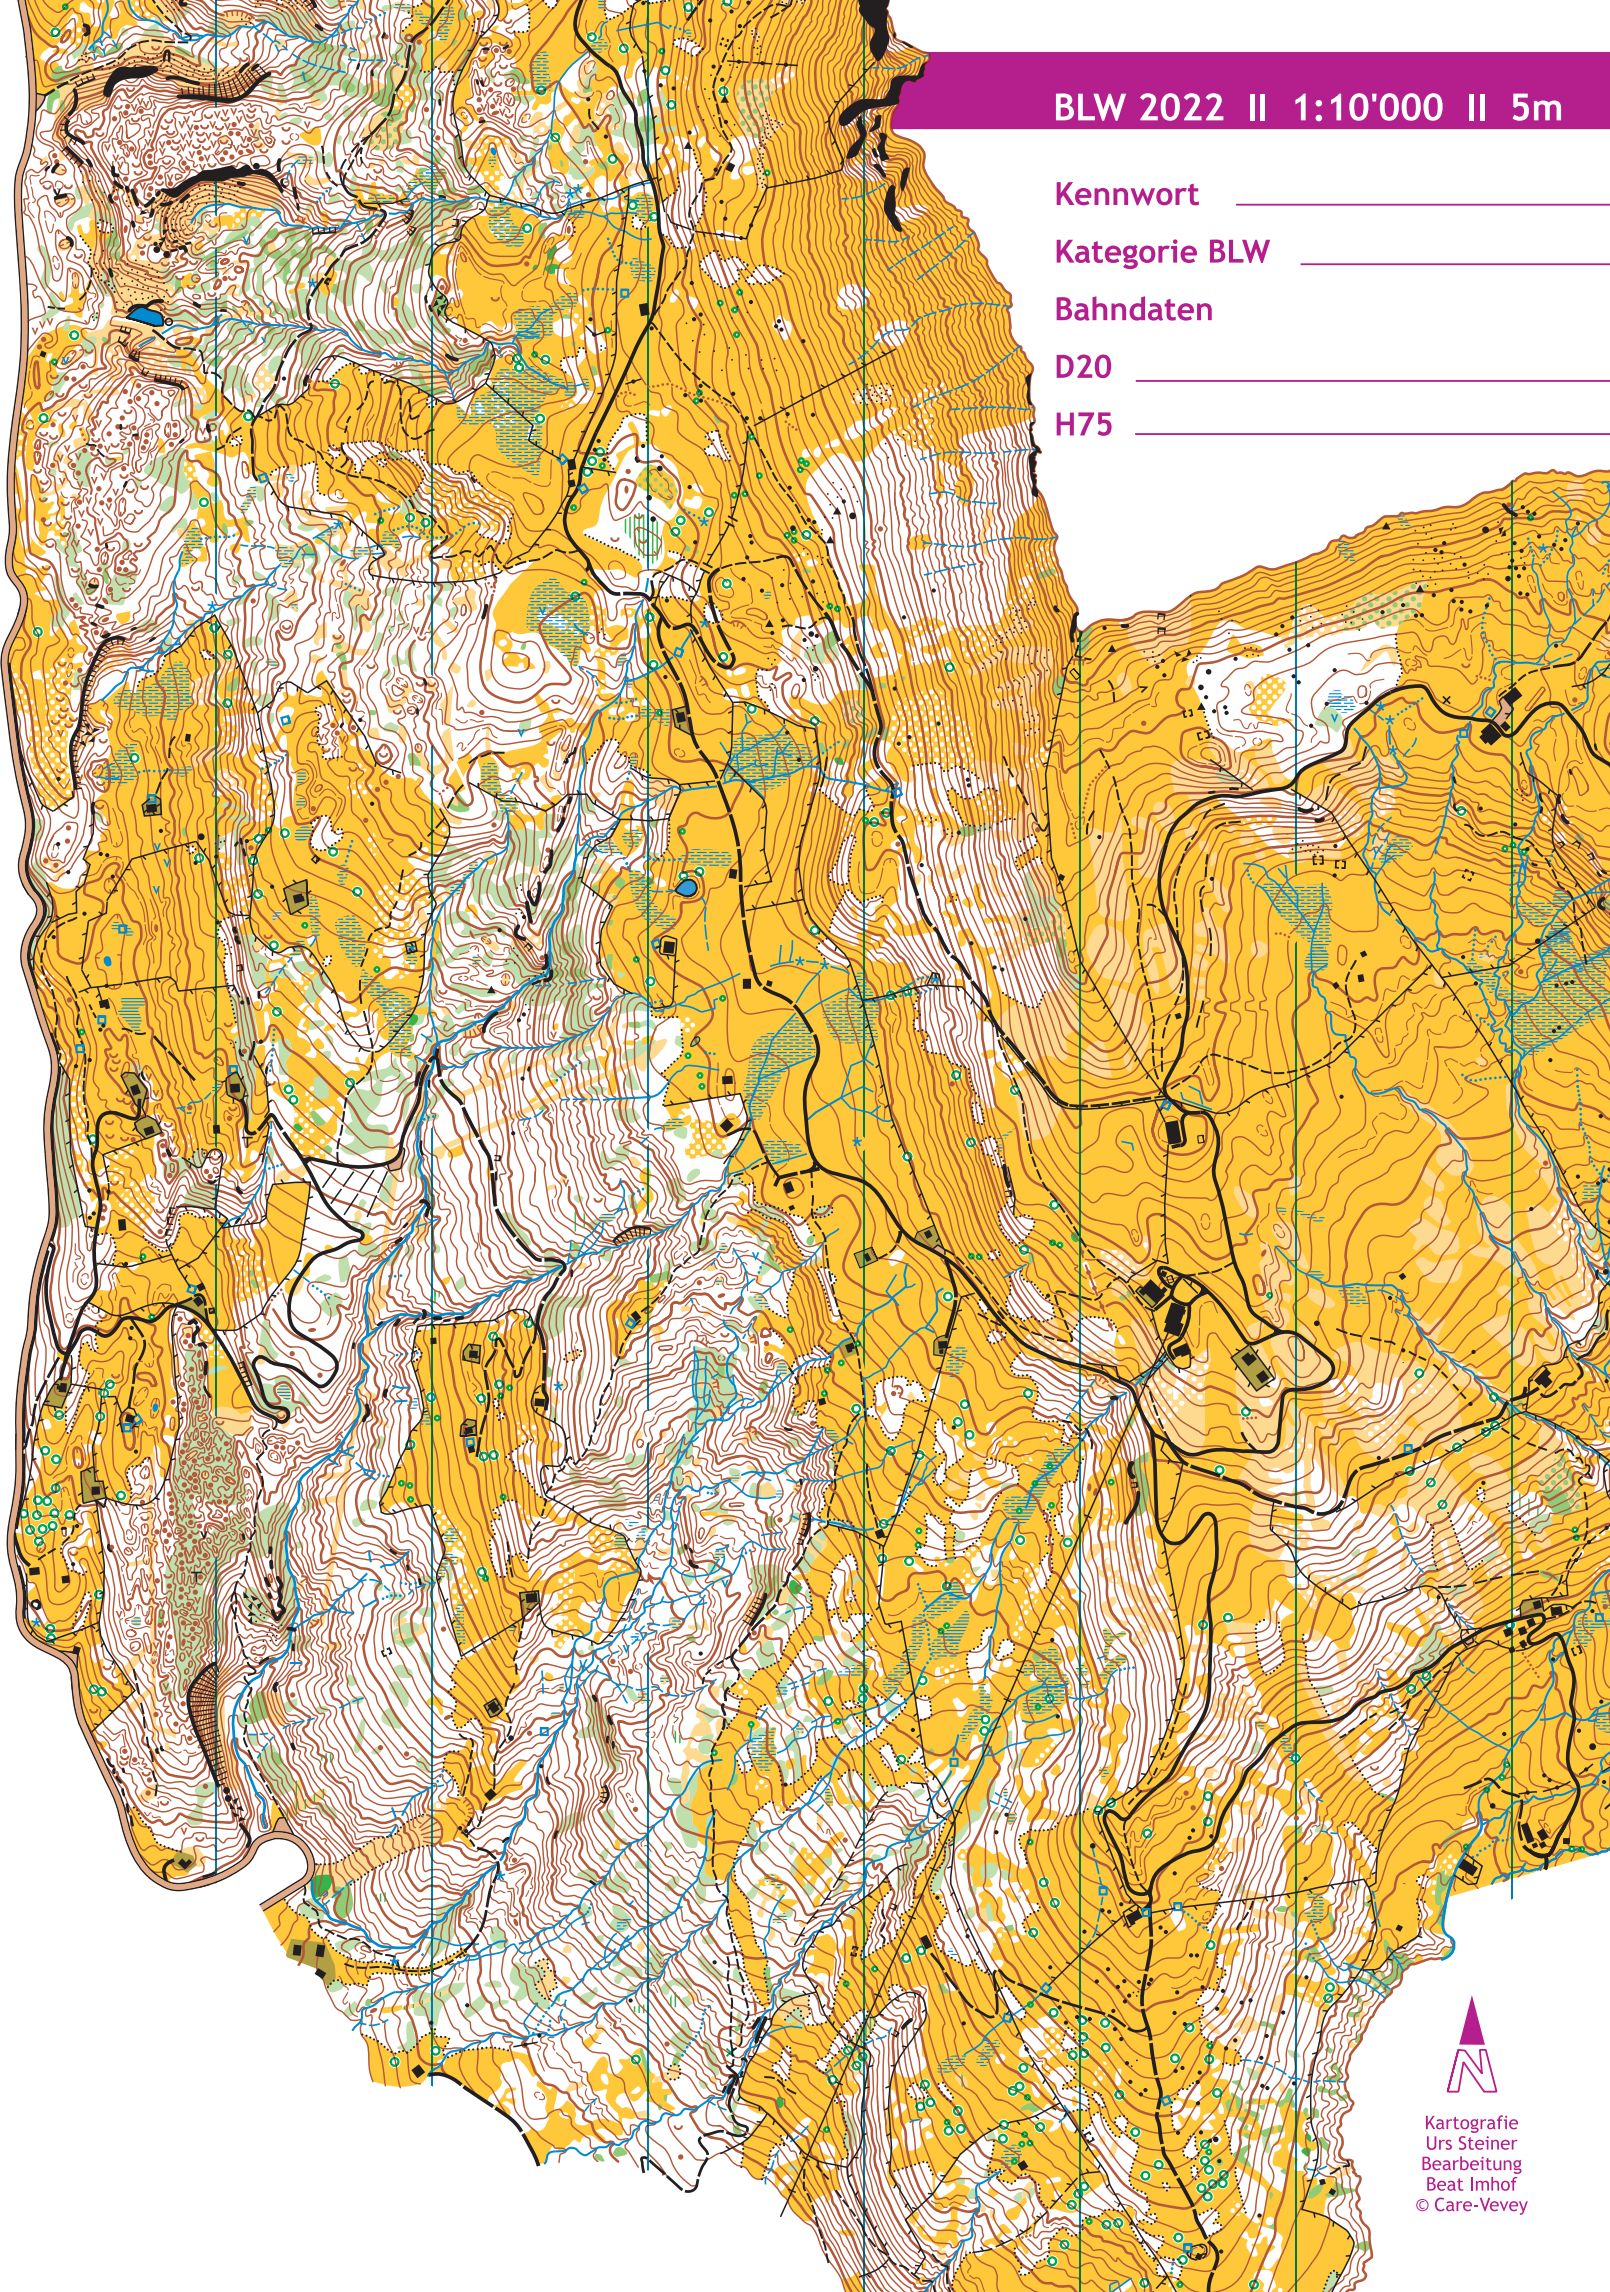 BLW 2022 II 1:10'000 II 5m
Kennwort
Kategorie BLW
Bahndaten
D20
H75
N
Kartografie
Urs Steiner
Bearbeitung
Beat Imhof
© Care-Vevey